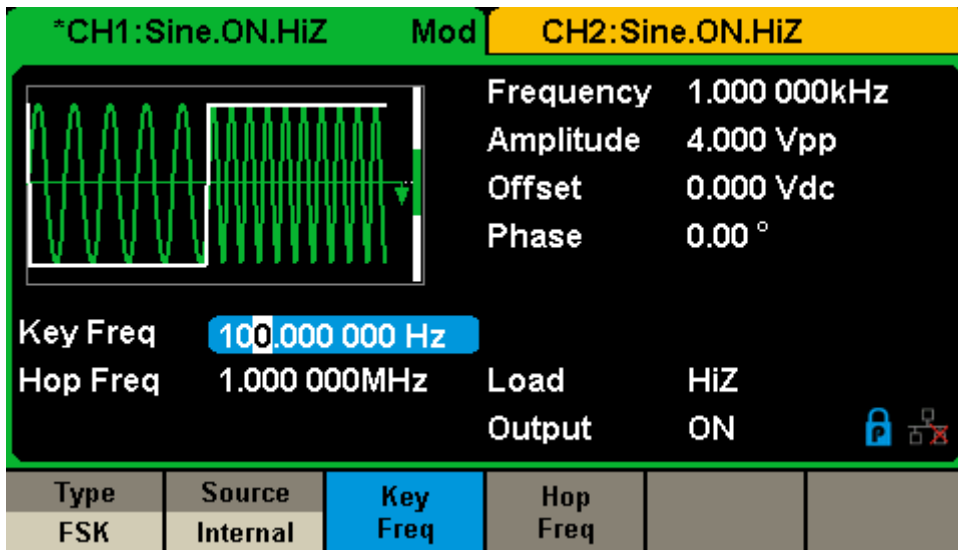 *CH1:Sine.ON.HiZ Mod CH2:Sine.ON.HiZ
Frequency 1.000 000kHz
Amplitude 4.000 Vpp
Offset 0.000 Vdc
Phase 0.00 °
Key Freq 100.000 000 Hz
Hop Freq 1.000 000MHz Load HiZ
Output ON P
Type Source Key Freq Hop Freq
FSK Internal